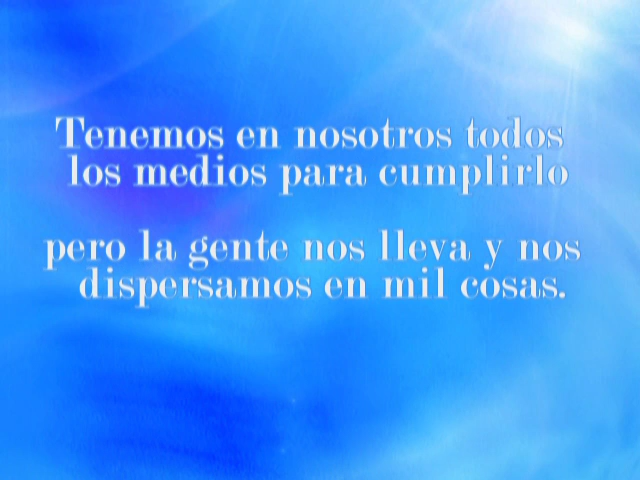 Tenemos en nosotros todos
los medios para cumplirlo
pero la gente nos lleva y nos
dispersamos en mil cosas.